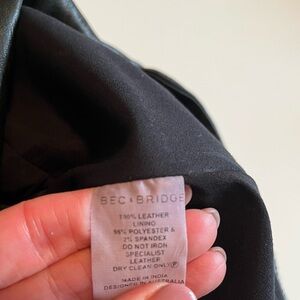 BEC & BRIDGE
100% LEATHER
LINING
98% POLYESTER &
2% SPANDEX
DO NOT IRON
SPECIALIST
LEATHER
DRY CLEAN ONLY Ⓟ
MADE IN INDIA
DESIGNED IN AUSTRALIA